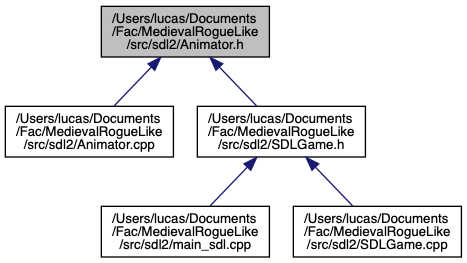 /Users/lucas/Documents
/Fac/MedievalRogueLike
/src/sdl2/Animator.h
/Users/lucas/Documents
/Fac/MedievalRogueLike
/src/sdl2/Animator.cpp
/Users/lucas/Documents
/Fac/MedievalRogueLike
/src/sdl2/SDLGame.h
/Users/lucas/Documents
/Fac/MedievalRogueLike
/src/sdl2/main_sdl.cpp
/Users/lucas/Documents
/Fac/MedievalRogueLike
/src/sdl2/SDLGame.cpp